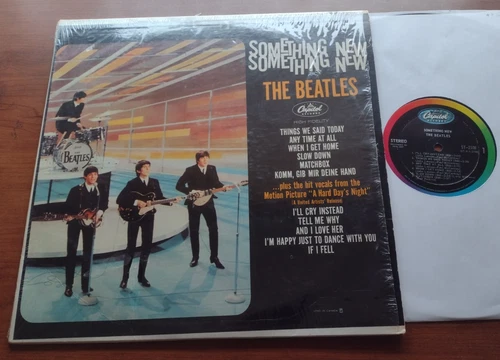 SOMETHING NEW
SOMETHING NEW
THE BEATLES
Capitol
HIGH FIDELITY
THINGS WE SAID TODAY
ANY TIME AT ALL
WHEN I GET HOME
SLOW DOWN
MATCHBOX
KOMM, GIB MIR DEINE HAND
...plus the hit vocals from the
Motion Picture "A Hard Day's Night"
(A United Artists' Release)
I'LL CRY INSTEAD
TELL ME WHY
AND I LOVE HER
I'M HAPPY JUST TO DANCE WITH YOU
IF I FELL
THE
BEATLES
Capitol
SOMETHING NEW
THE BEATLES
STEREO